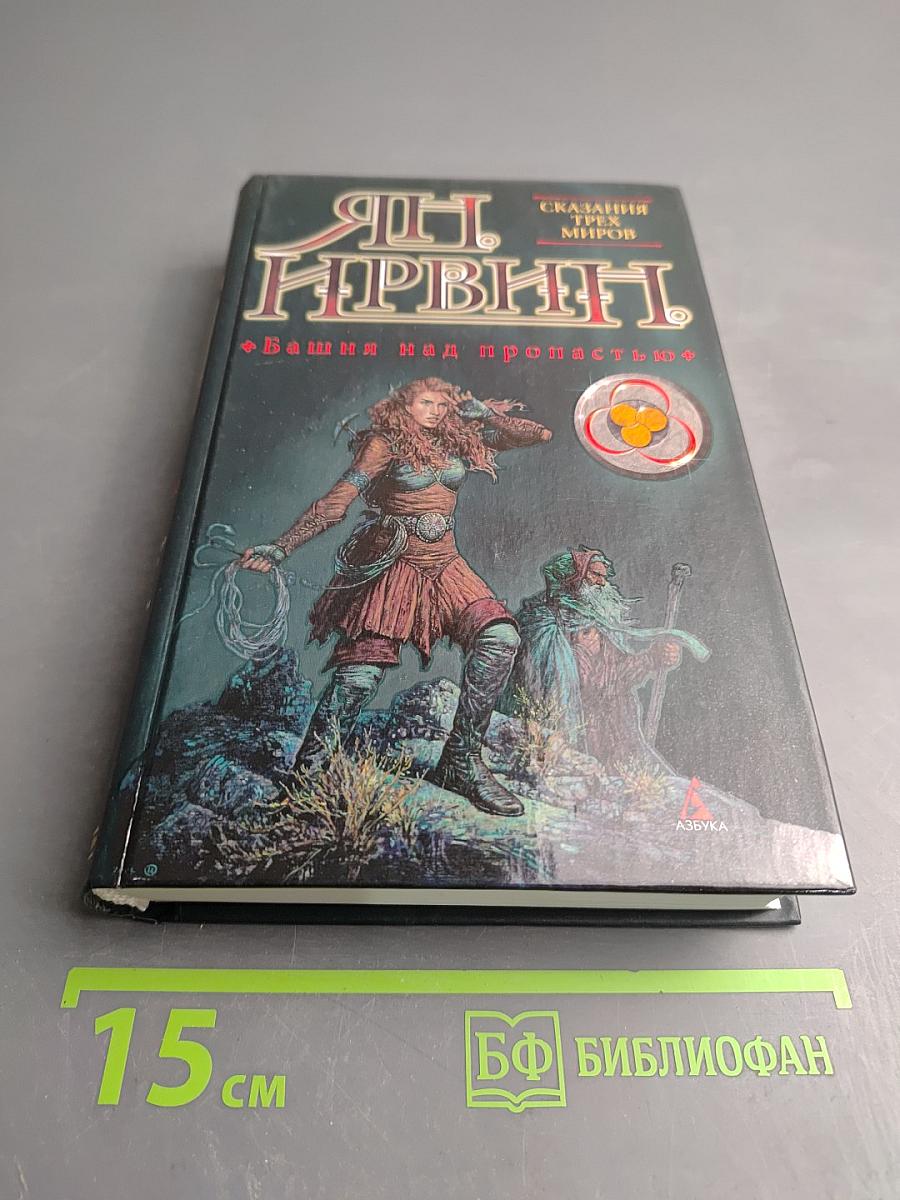 ЯН
ИРВИН
СКАЗАНИЯ
ТРЕХ
МИРОВ
Башня над пропастью
АЗБУКА
15 см
БФ БИБЛИОФАН